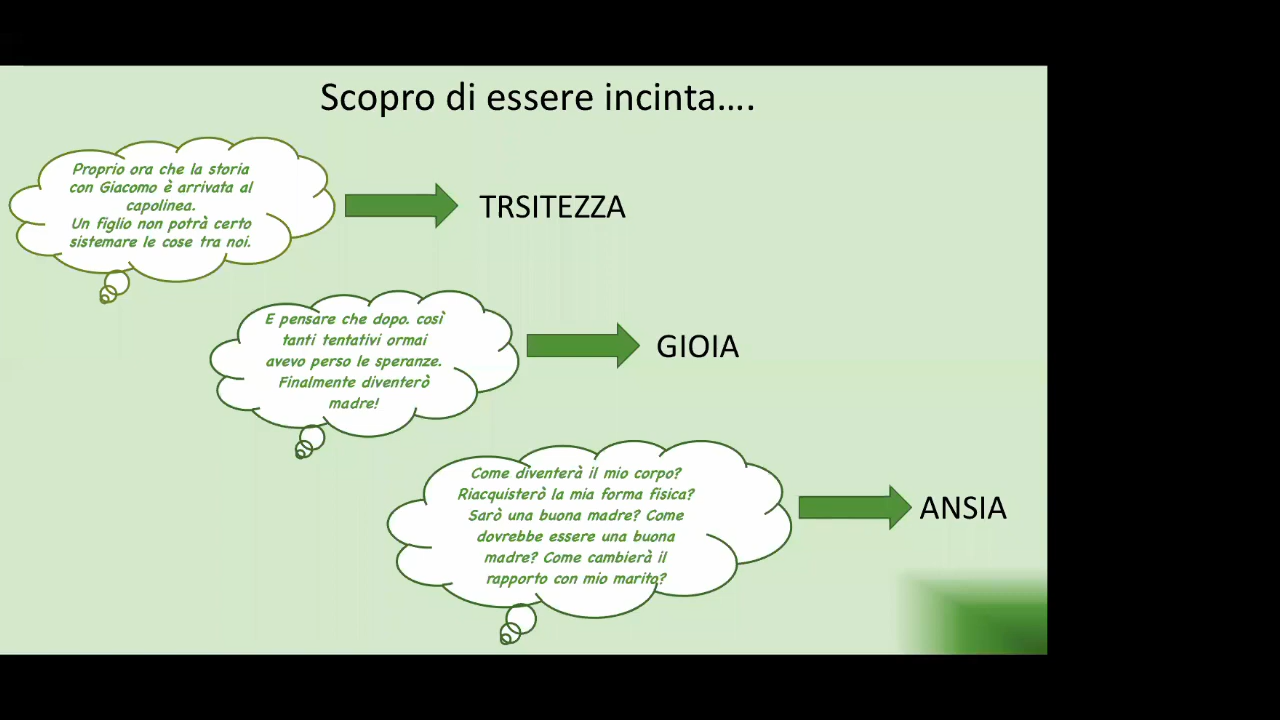 Scopro di essere incinta....
Proprio ora che la storia
con Giacomo è arrivata al
capolinea.
Un figlio non potrà certo
sistemare le cose tra noi.
TRSITEZZA
E pensare che dopo. così
tanti tentativi ormai
avevo perso le speranze.
Finalmente diventerò
madre!
GIOIA
Come diventerà il mio corpo?
Riacquisterò la mia forma fisica?
Sarò una buona madre? Come
dovrebbe essere una buona
madre? Come cambierà il
rapporto con mio marito?
ANSIA